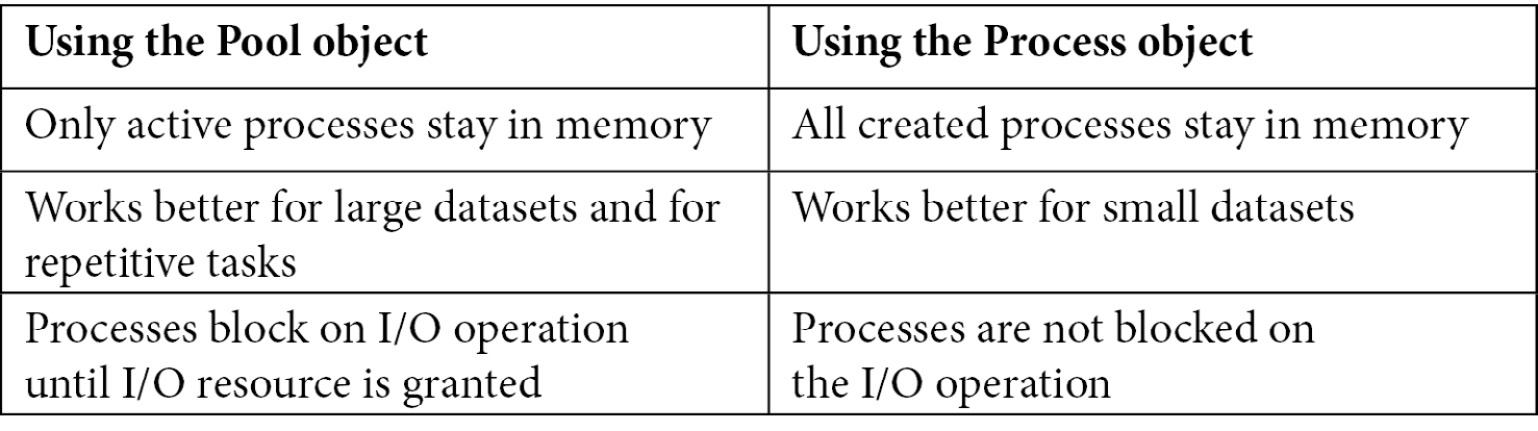 Using the Pool object
Using the Process object
Only active processes stay in memory
All created processes stay in memory
Works better for large datasets and for
repetitive tasks
Works better for small datasets
Processes block on I/O operation
until I/O resource is granted
Processes are not blocked on
the I/O operation